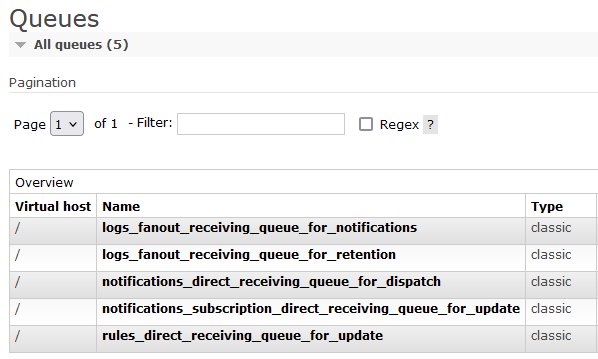 Queues
All queues (5)
Pagination
Page 1 of 1 - Filter: Regex ?
Overview
Virtual host Name Type
/ logs_fanout_receiving_queue_for_notifications classic
/ logs_fanout_receiving_queue_for_retention classic
/ notifications_direct_receiving_queue_for_dispatch classic
/ notifications_subscription_direct_receiving_queue_for_update classic
/ rules_direct_receiving_queue_for_update classic